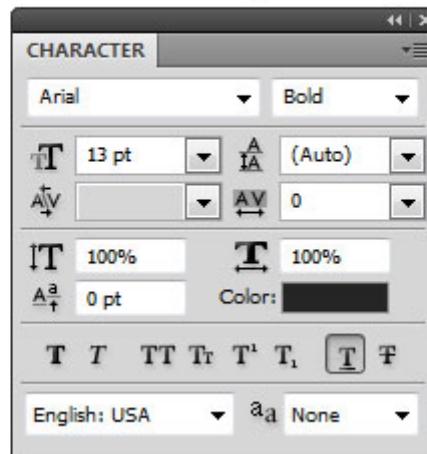 CHARACTER
Arial Bold
13 pt (Auto)
0
100% 100%
0 pt Color:
T T TT Tt T¹ T₁ T T
English: USA aa None